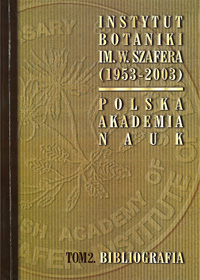 INSTYTUT
BOTANIKI
IM. W. SZAFERA
(1953-2003)
POLSKA
AKADEMIA
NAUK
TOM 2. BIBLIOGRAFIA